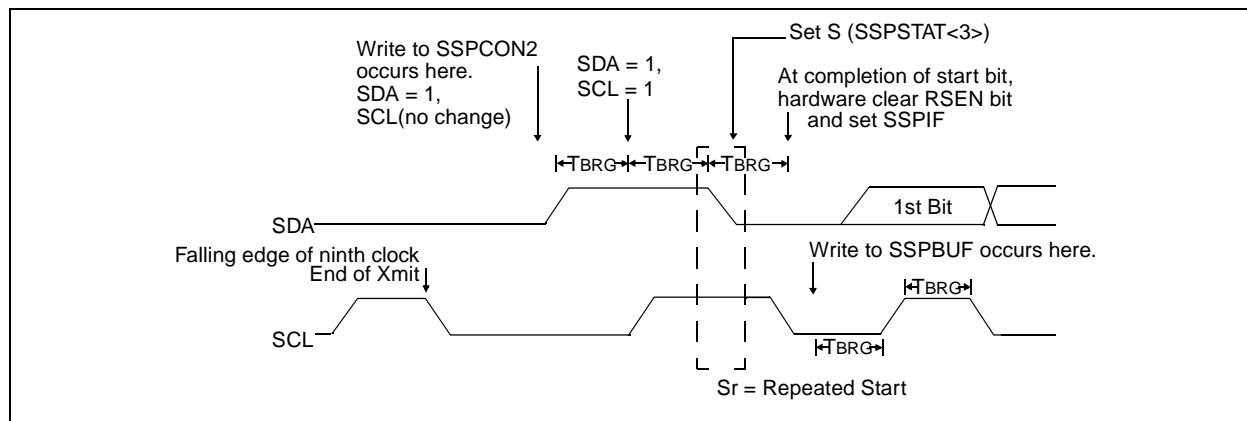 Set S (SSPSTAT<3>)
Write to SSPCON2
occurs here.
SDA = 1,
SCL(no change)
SDA = 1,
SCL = 1
At completion of start bit,
hardware clear RSEN bit
and set SSPIF
TBRG TBRG TBRG
SDA
1st Bit
Falling edge of ninth clock
End of Xmit
Write to SSPBUF occurs here.
TBRG
SCL
TBRG
Sr = Repeated Start